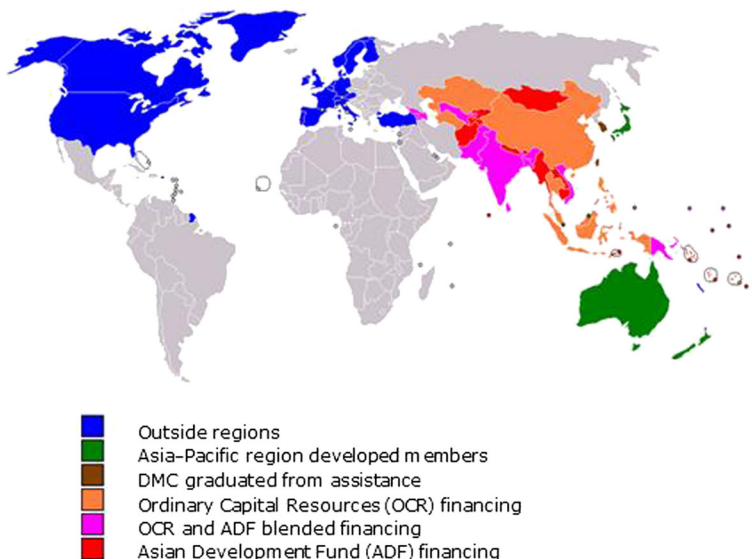 Outside regions
Asia-Pacific region developed members
DMC graduated from assistance
Ordinary Capital Resources (OCR) financing
OCR and ADF blended financing
Asian Development Fund (ADF) financing